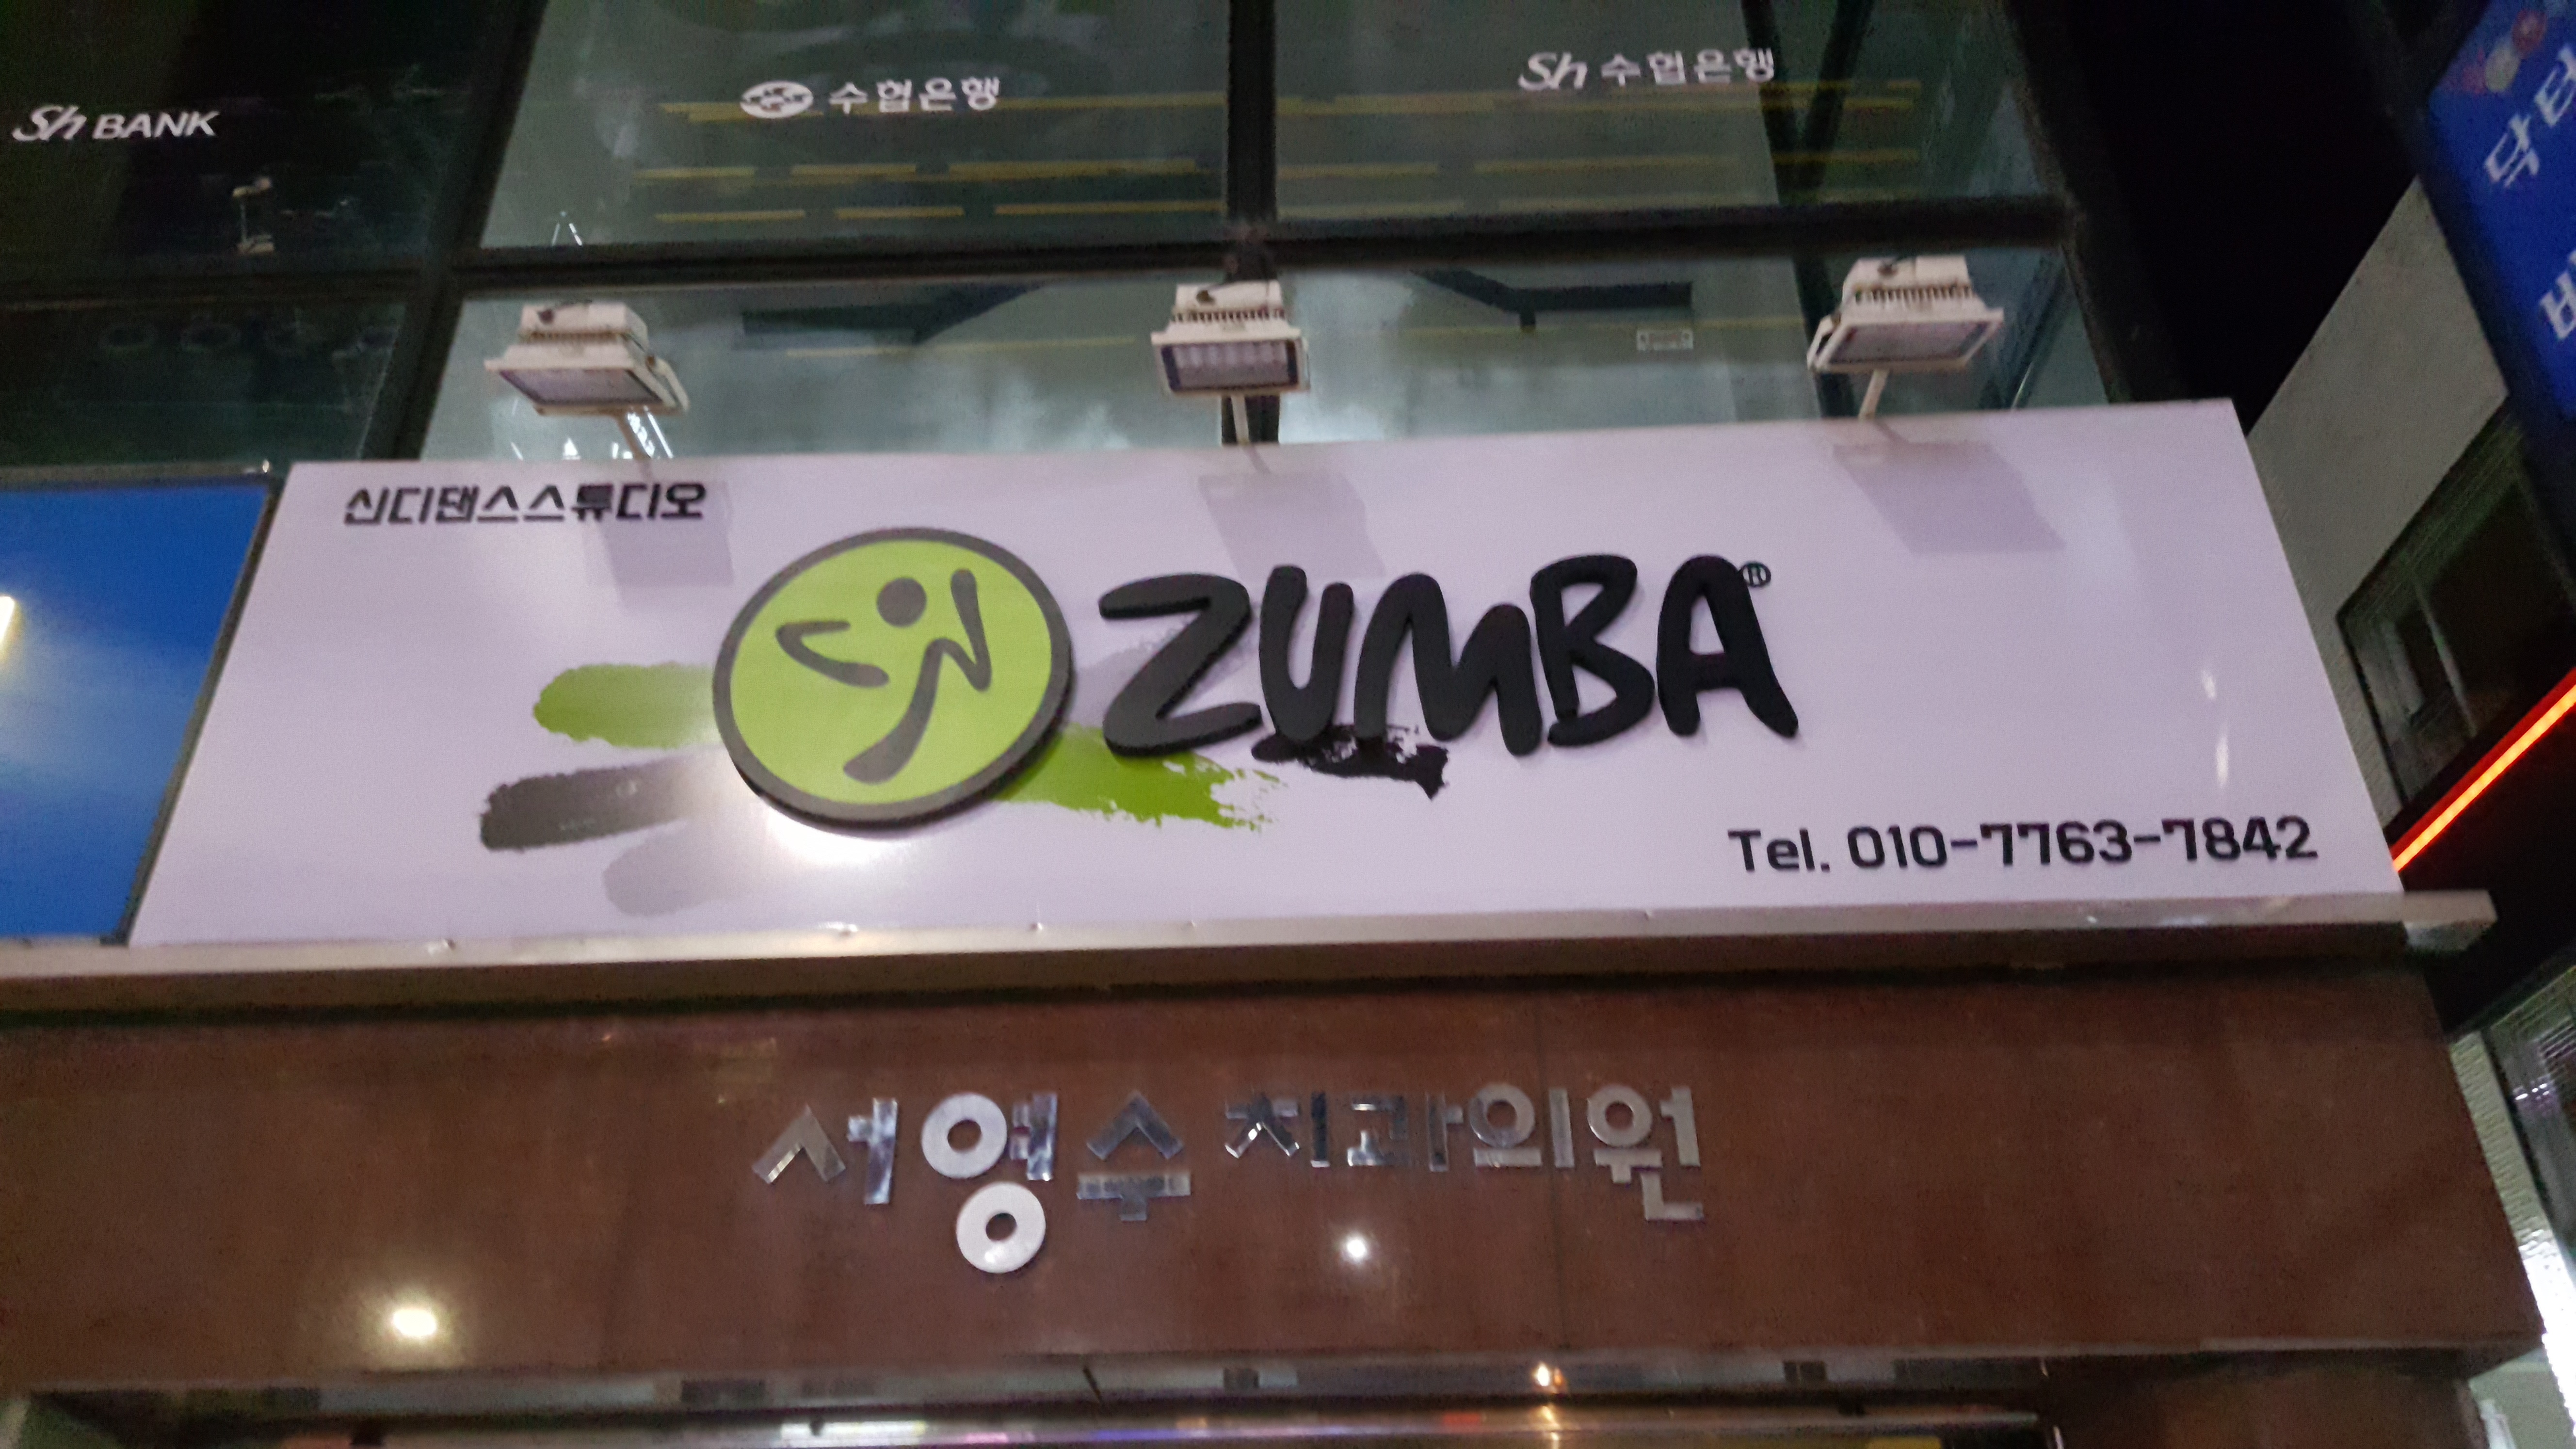 Sh BANK
수협은행
Sh 수협은행
신디댄스스튜디오
ZUMBA®
Tel. 010-7763-7842
서영수 치과의원